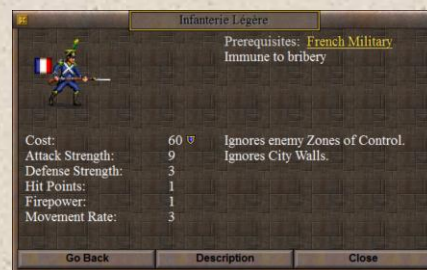 Infanterie Légère
Prerequisites: French Military
Immune to bribery
Cost: 60 Ignores enemy Zones of Control.
Attack Strength: 9 Ignores City Walls.
Defense Strength: 3
Hit Points: 1
Firepower: 1
Movement Rate: 3
Go Back Description Close